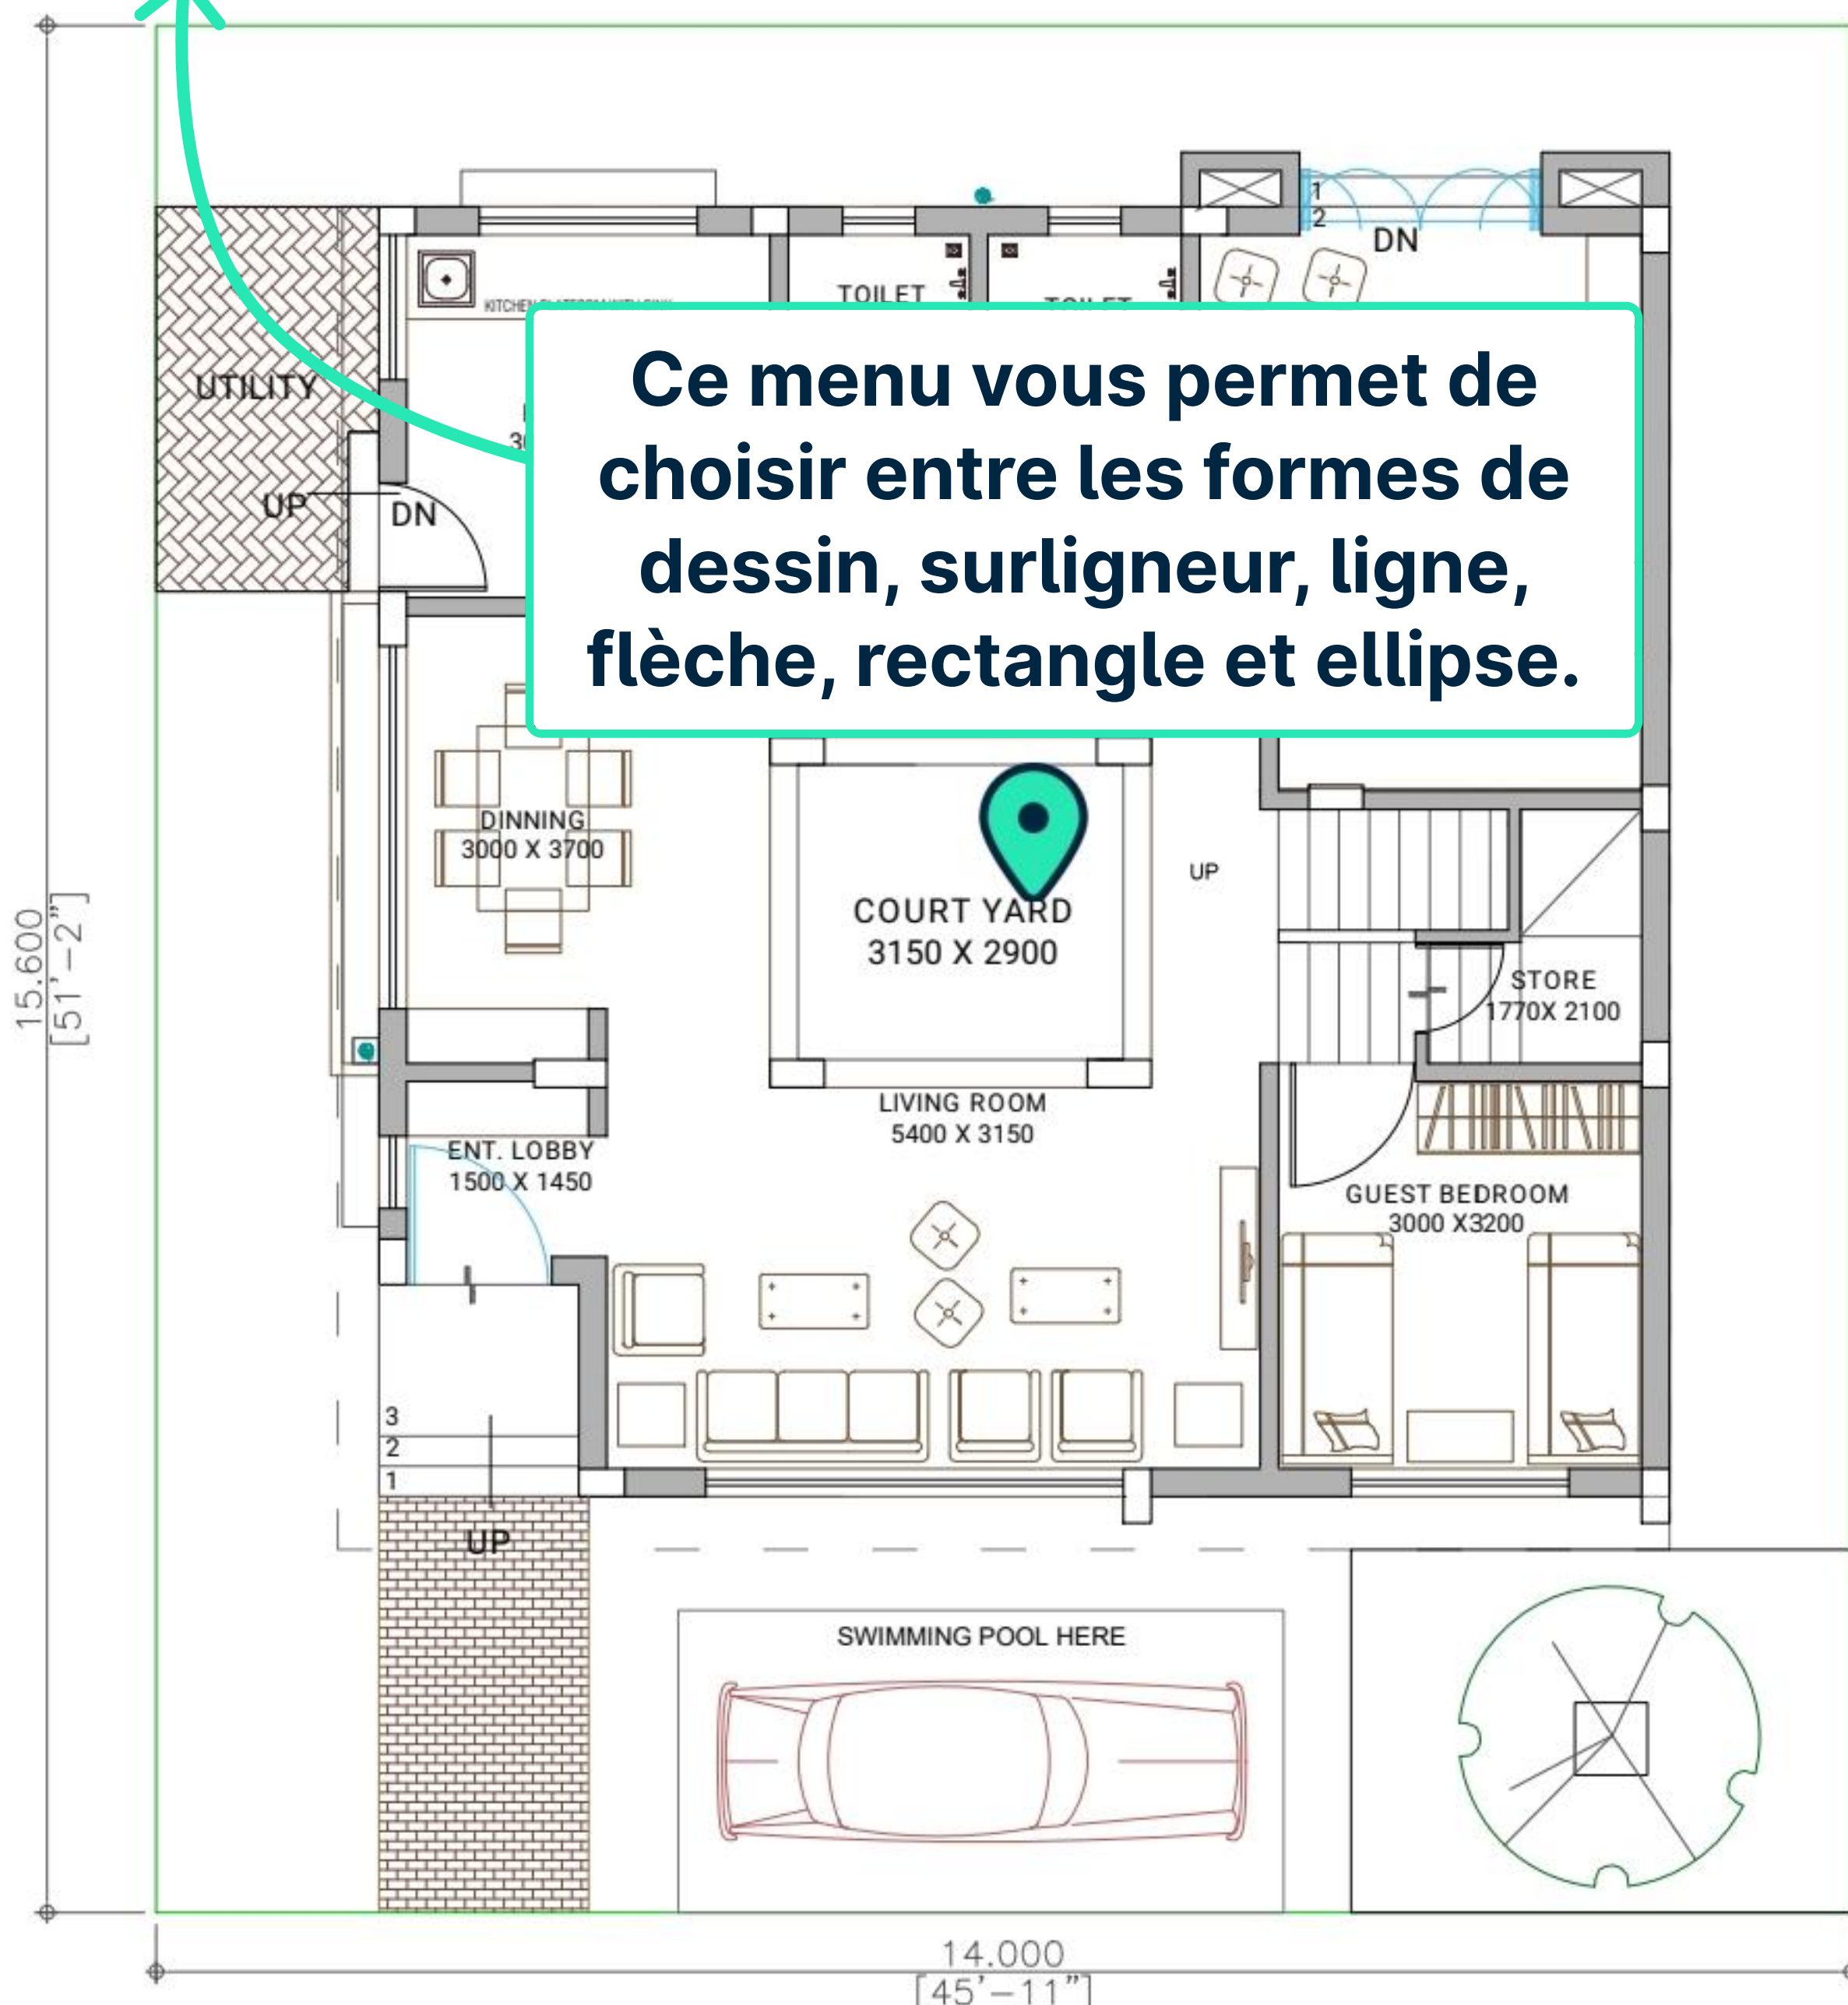 1
2
DN
TOILET
UTILITY
Ce menu vous permet de
choisir entre les formes de
dessin, surligneur, ligne,
flèche, rectangle et ellipse.
UP
DN
DINNING
3000 X 3700
UP
COURT YARD
3150 X 2900
15.600
[51'-2"]
STORE
1770X 2100
LIVING ROOM
5400 X 3150
ENT. LOBBY
1500 X 1450
GUEST BEDROOM
3000 X3200
3
2
1
UP
SWIMMING POOL HERE
14.000
[45'-11"]